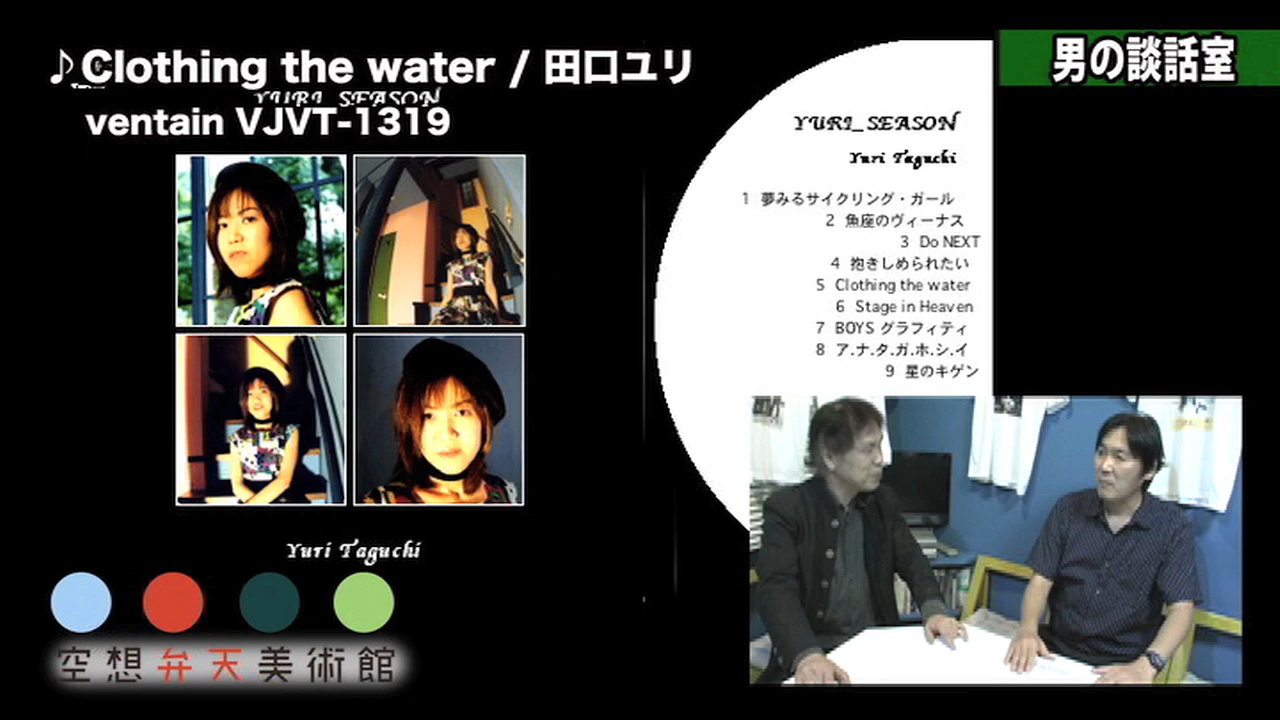 ♪Clothing the water / 田口ユリ
YURI_SEASON
ventain VJVT-1319
Yuri Taguchi
空想弁天美術館
男の談話室
YURI_SEASON
Yuri Taguchi
1 夢みるサイクリング・ガール
2 魚座のヴィーナス
3 Do NEXT
4 抱きしめられたい
5 Clothing the water
6 Stage in Heaven
7 BOYS グラフィティ
8 ア.ナ.タ.ガ.ホ.シ.イ
9 星のキゲン